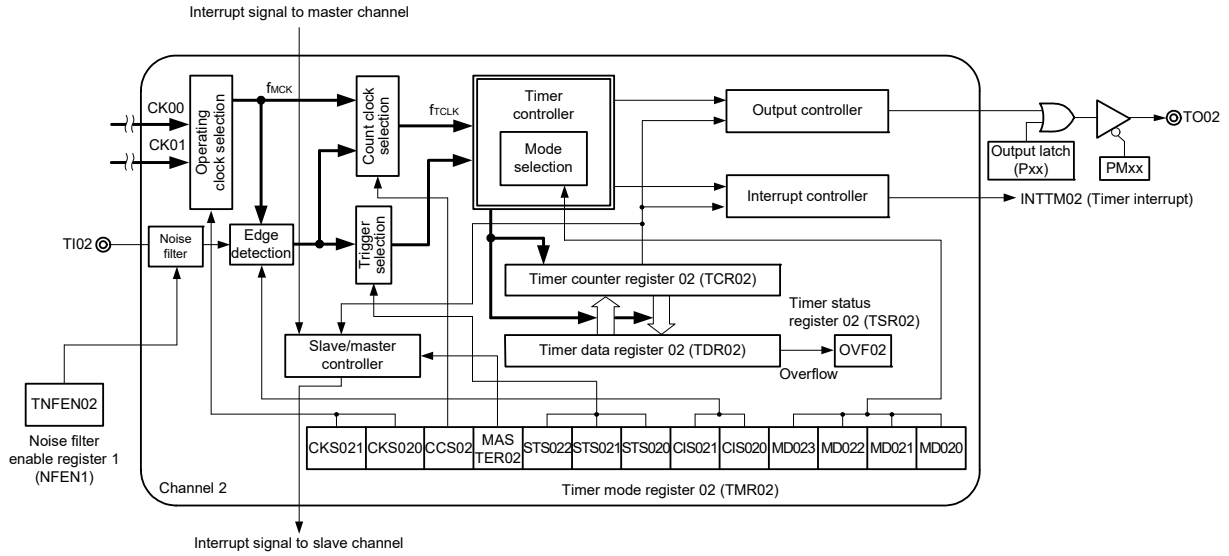 Interrupt signal to master channel
CK00
CK01
Operating
clock selection
fMCK
Count clock
selection
fTCLK
Timer
controller
Mode
selection
Output controller
TO02
Output latch
(Pxx)
PMxx
Interrupt controller
INTTM02 (Timer interrupt)
TI02
Noise
filter
Edge
detection
Trigger
selection
Timer counter register 02 (TCR02)
Timer status
register 02 (TSR02)
Slave/master
controller
Timer data register 02 (TDR02)
OVF02
Overflow
TNFEN02
Noise filter
enable register 1
(NFEN1)
CKS021
CKS020
CCS02
MAS
TER02
STS022
STS021
STS020
CIS021
CIS020
MD023
MD022
MD021
MD020
Channel 2
Timer mode register 02 (TMR02)
Interrupt signal to slave channel